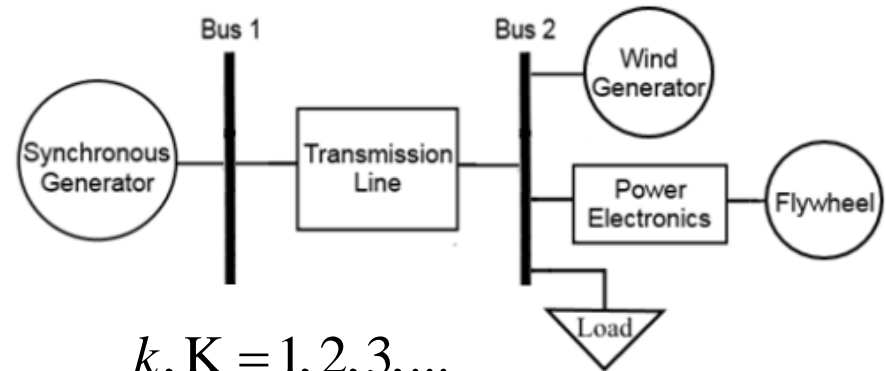 Bus 1
Bus 2
Wind
Generator
Synchronous
Generator
Transmission
Line
Power
Electronics
Flywheel
Load
k, K = 1, 2, 3, ...